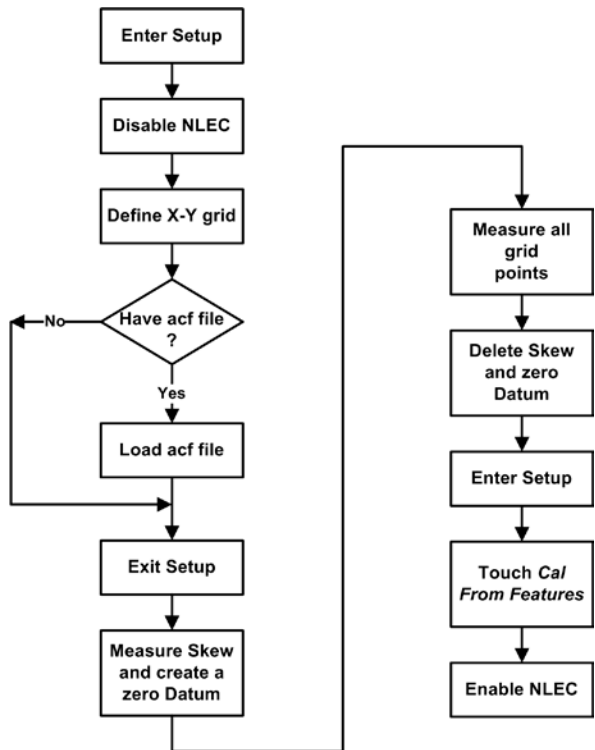 Enter Setup
Disable NLEC
Define X-Y grid
Have acf file
?
No
Yes
Load acf file
Exit Setup
Measure Skew
and create a
zero Datum
Measure all
grid
points
Delete Skew
and zero
Datum
Enter Setup
Touch Cal
From Features
Enable NLEC